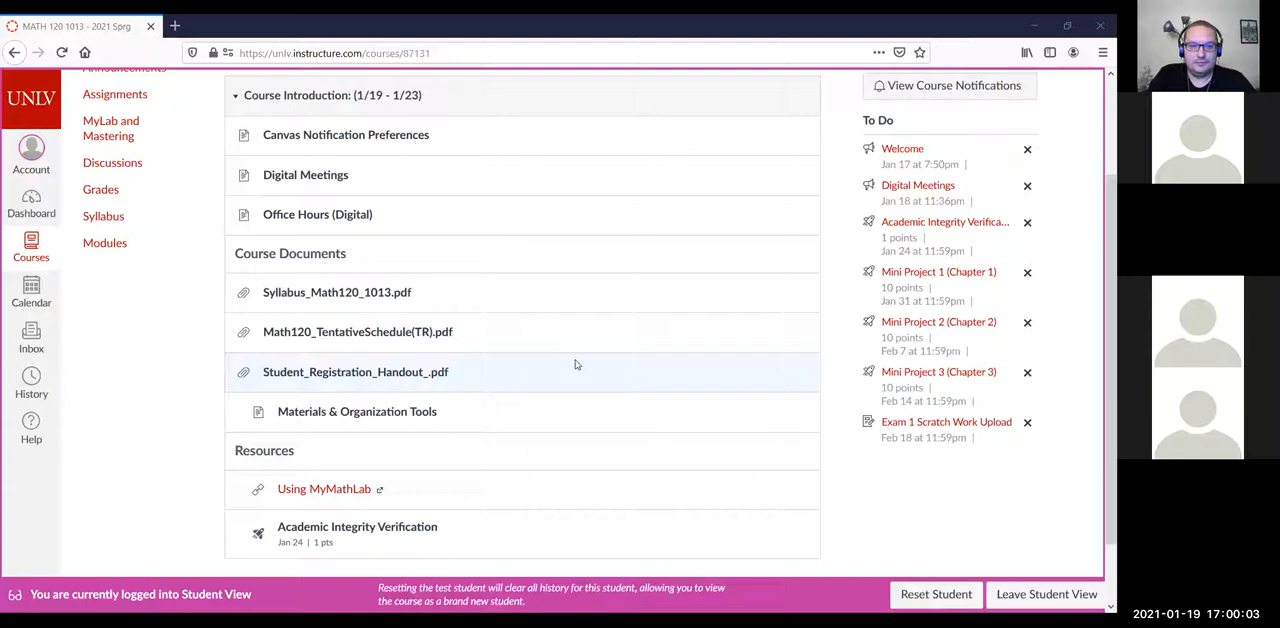 MATH 120 1013 - 2021 Sprg
https://unlv.instructure.com/courses/87131
UNLV
Account
Dashboard
Courses
Calendar
Inbox
History
Help
Announcements
Assignments
MyLab and
Mastering
Discussions
Grades
Syllabus
Modules
Course Introduction: (1/19 - 1/23)
Canvas Notification Preferences
Digital Meetings
Office Hours (Digital)
Course Documents
Syllabus_Math120_1013.pdf
Math120_TentativeSchedule(TR).pdf
Student_Registration_Handout_.pdf
Materials & Organization Tools
Resources
Using MyMathLab
Academic Integrity Verification
Jan 24 | 1 pts
View Course Notifications
To Do
Welcome
Jan 17 at 7:50pm |
Digital Meetings
Jan 18 at 11:36pm |
Academic Integrity Verifica...
1 points |
Jan 24 at 11:59pm |
Mini Project 1 (Chapter 1)
10 points |
Jan 31 at 11:59pm |
Mini Project 2 (Chapter 2)
10 points |
Feb 7 at 11:59pm |
Mini Project 3 (Chapter 3)
10 points |
Feb 14 at 11:59pm |
Exam 1 Scratch Work Upload
Feb 18 at 11:59pm |
You are currently logged into Student View
Resetting the test student will clear all history for this student, allowing you to view
the course as a brand new student.
Reset Student
Leave Student View
2021-01-19 17:00:03